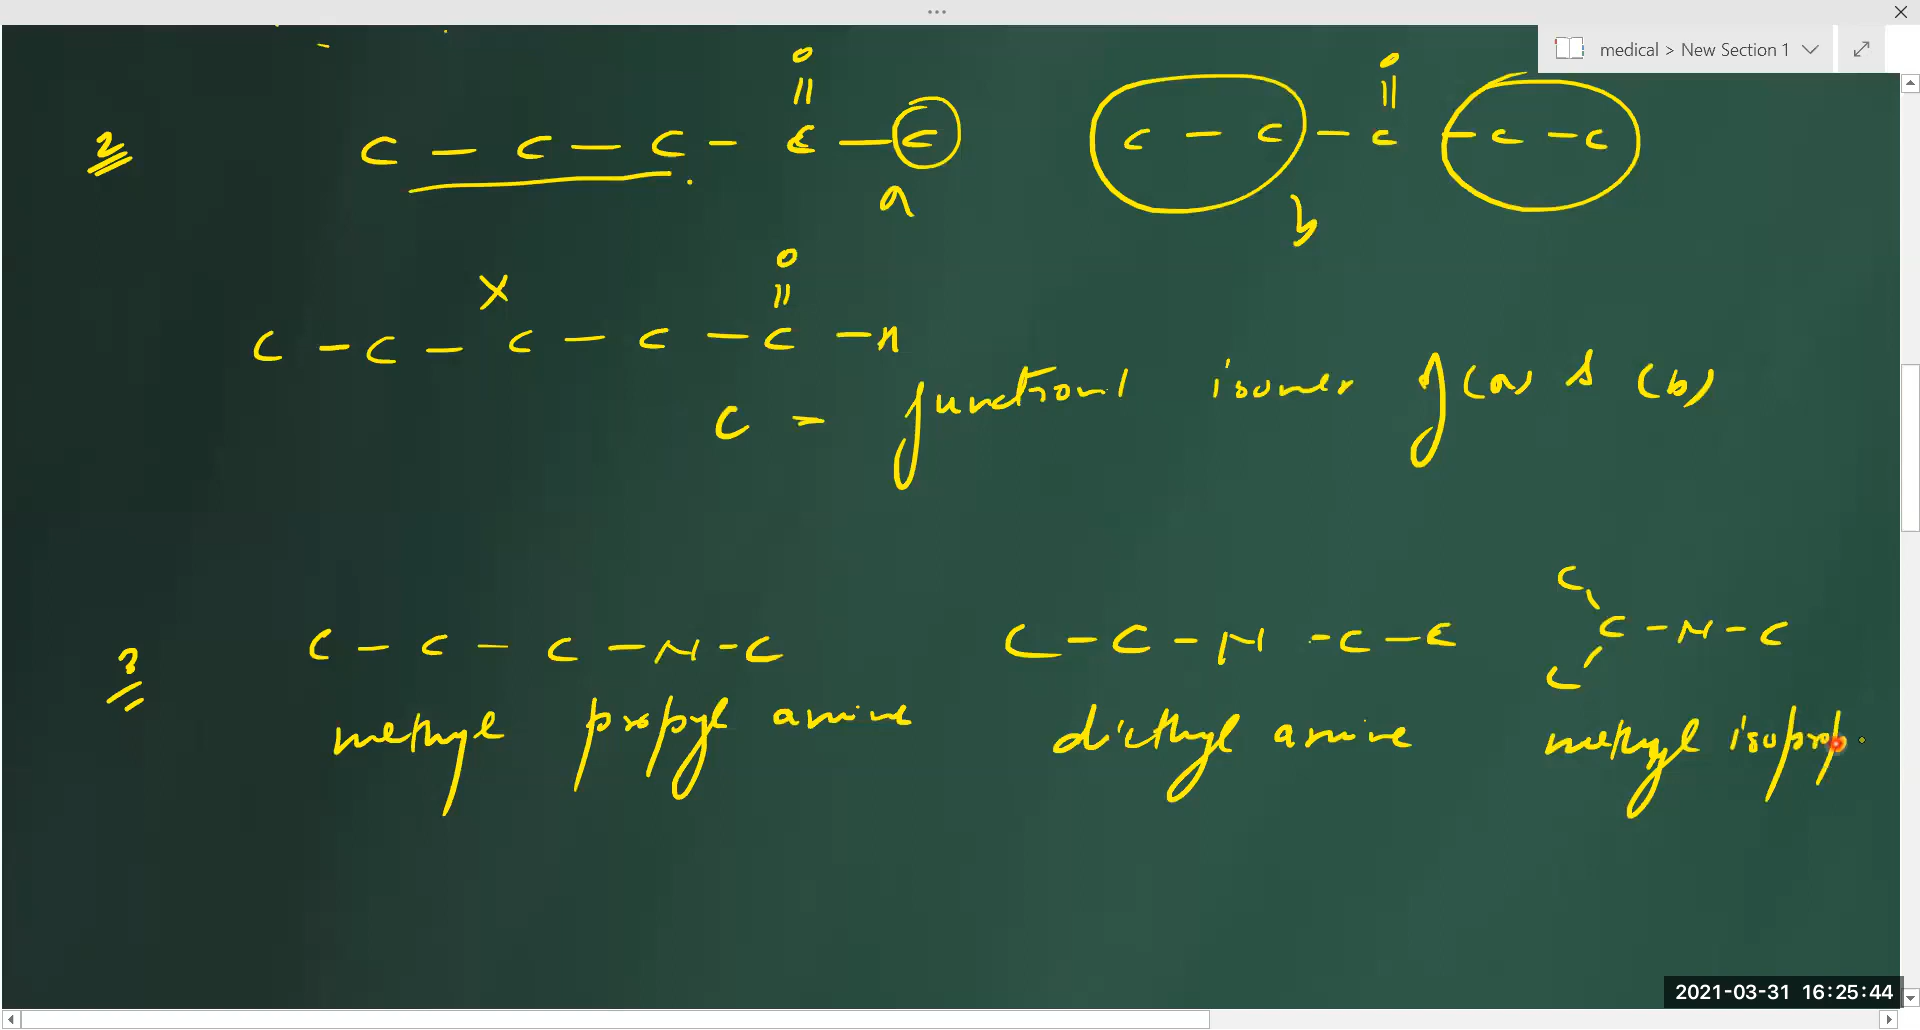 medical > New Section 1
O O
|| ||
2 C — C — C — C — C C — C — C — C — C
a b
X O
||
C — C — C — C — C — H
C = functionl isomer of (a) & (b)
C
3 C — C — C — N — C C — C — N — C — C C — N — C
C
methyl propyl amine diethyl amine methyl isoprop
2021-03-31 16:25:44